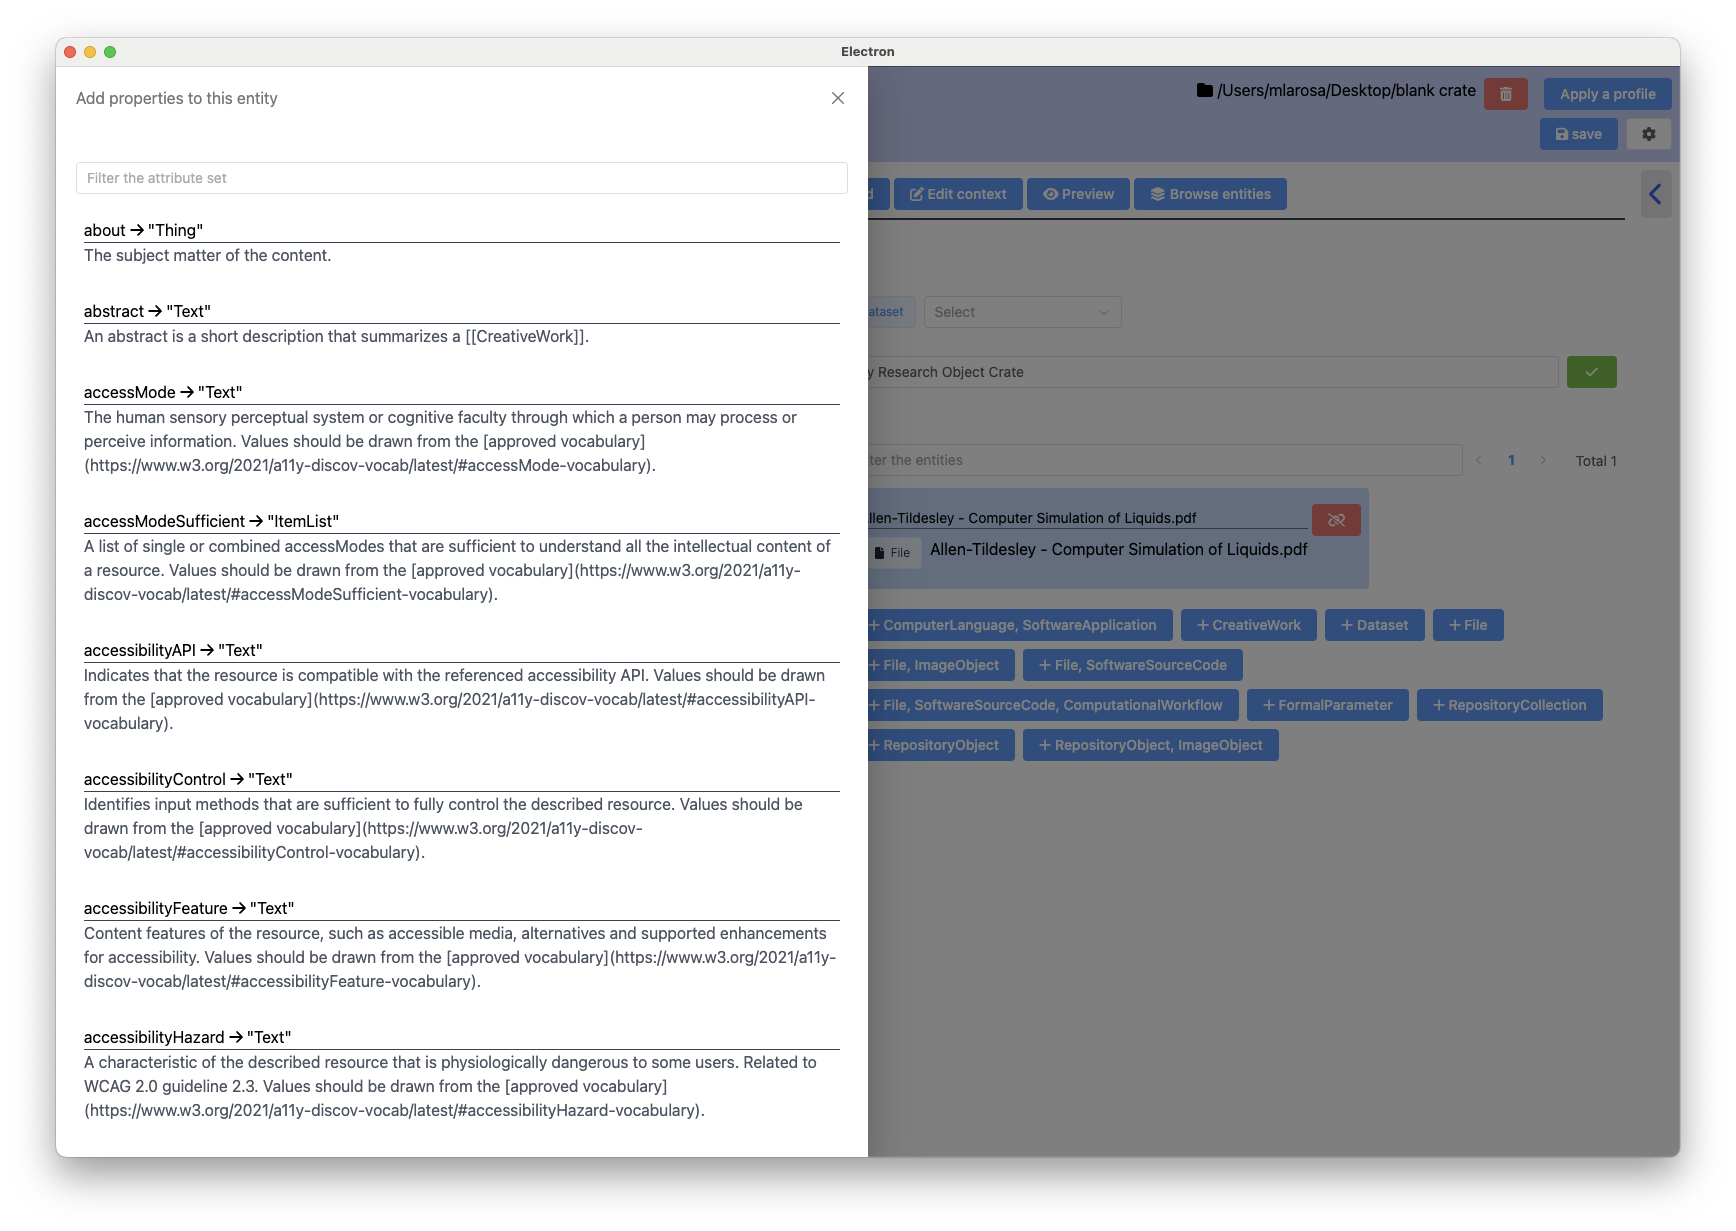 Electron
Add properties to this entity
Filter the attribute set
about → "Thing"
The subject matter of the content.
abstract → "Text"
An abstract is a short description that summarizes a [[CreativeWork]].
accessMode → "Text"
The human sensory perceptual system or cognitive faculty through which a person may process or
perceive information. Values should be drawn from the [approved vocabulary]
(https://www.w3.org/2021/a11y-discov-vocab/latest/#accessMode-vocabulary).
accessModeSufficient → "ItemList"
A list of single or combined accessModes that are sufficient to understand all the intellectual content of
a resource. Values should be drawn from the [approved vocabulary](https://www.w3.org/2021/a11y-
discov-vocab/latest/#accessModeSufficient-vocabulary).
accessibilityAPI → "Text"
Indicates that the resource is compatible with the referenced accessibility API. Values should be drawn
from the [approved vocabulary](https://www.w3.org/2021/a11y-discov-vocab/latest/#accessibilityAPI-
vocabulary).
accessibilityControl → "Text"
Identifies input methods that are sufficient to fully control the described resource. Values should be
drawn from the [approved vocabulary](https://www.w3.org/2021/a11y-discov-
vocab/latest/#accessibilityControl-vocabulary).
accessibilityFeature → "Text"
Content features of the resource, such as accessible media, alternatives and supported enhancements
for accessibility. Values should be drawn from the [approved vocabulary](https://www.w3.org/2021/a11y-
discov-vocab/latest/#accessibilityFeature-vocabulary).
accessibilityHazard → "Text"
A characteristic of the described resource that is physiologically dangerous to some users. Related to
WCAG 2.0 guideline 2.3. Values should be drawn from the [approved vocabulary]
(https://www.w3.org/2021/a11y-discov-vocab/latest/#accessibilityHazard-vocabulary).
/Users/mlarosa/Desktop/blank crate
Apply a profile
save
d Edit context Preview Browse entities
ataset Select
y Research Object Crate
ter the entities < 1 > Total 1
llen-Tildesley - Computer Simulation of Liquids.pdf
File Allen-Tildesley - Computer Simulation of Liquids.pdf
+ ComputerLanguage, SoftwareApplication + CreativeWork + Dataset + File
+ File, ImageObject + File, SoftwareSourceCode
+ File, SoftwareSourceCode, ComputationalWorkflow + FormalParameter + RepositoryCollection
+ RepositoryObject + RepositoryObject, ImageObject